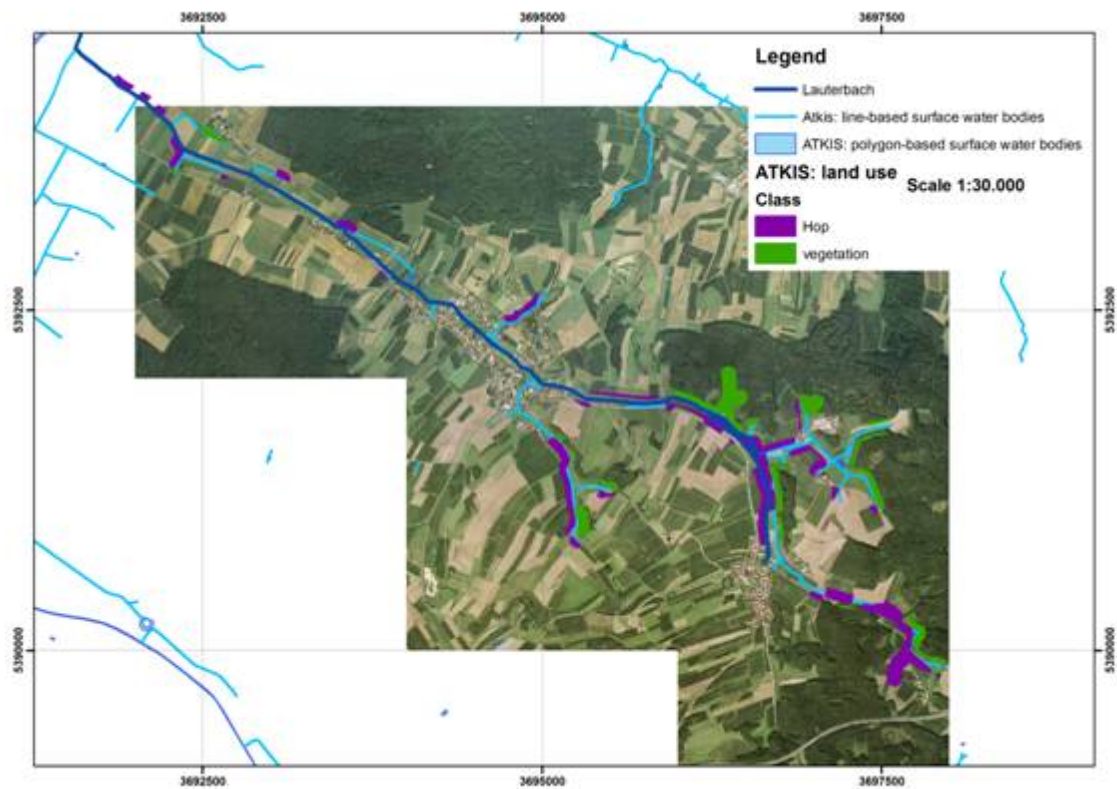 3692500 3695000 3697500
Legend
Lauterbach
Atkis: line-based surface water bodies
ATKIS: polygon-based surface water bodies
ATKIS: land use
Scale 1:30.000
Class
Hop
vegetation
5392500 5392500
5390000 5390000
3692500 3695000 3697500